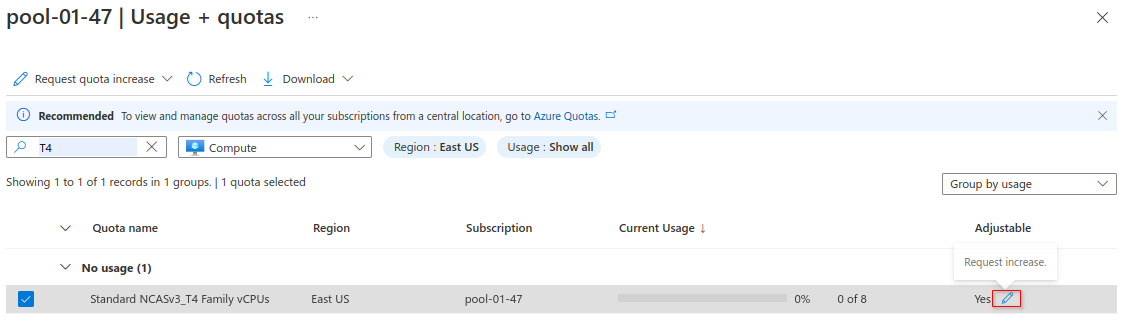 pool-01-47 | Usage + quotas ...
Request quota increase Refresh Download
Recommended To view and manage quotas across all your subscriptions from a central location, go to Azure Quotas.
T4 Compute Region : East US Usage : Show all
Showing 1 to 1 of 1 records in 1 groups. | 1 quota selected
Group by usage
Quota name Region Subscription Current Usage ↓ Adjustable
Request increase.
No usage (1)
Standard NCASv3_T4 Family vCPUs East US pool-01-47 0% 0 of 8 Yes